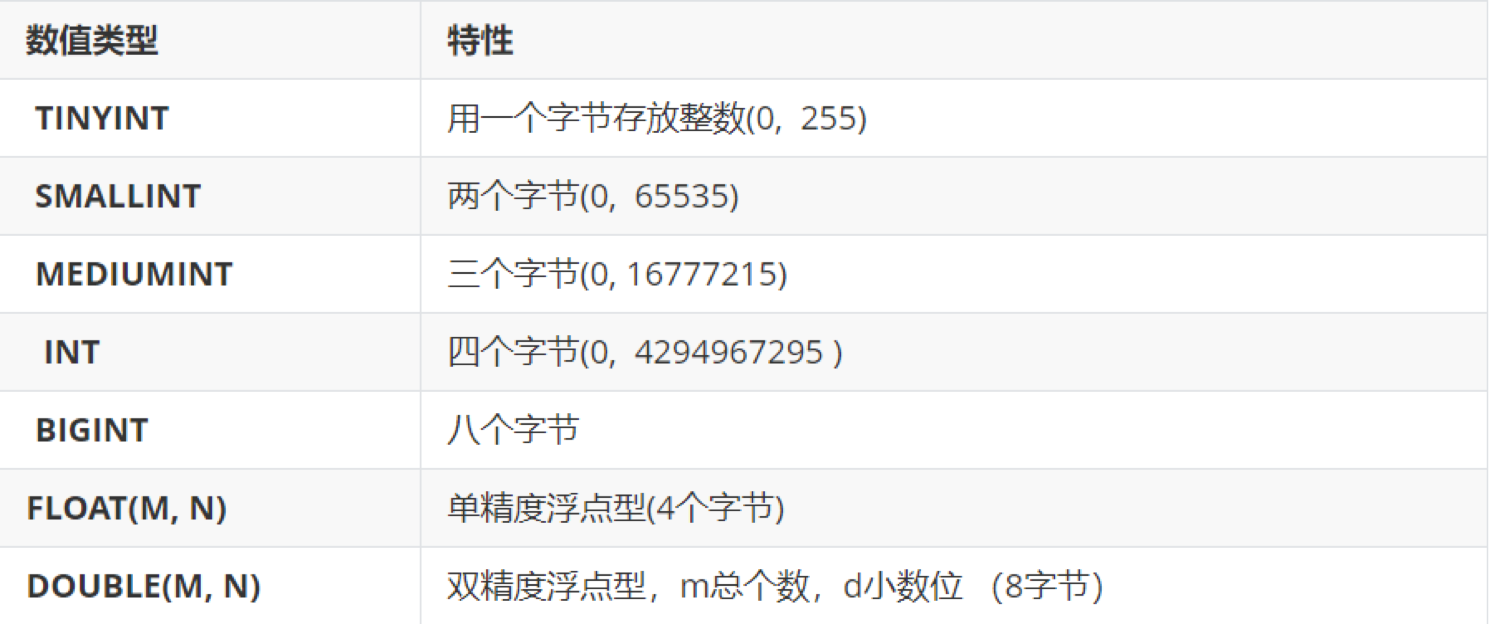 数值类型 特性
TINYINT 用一个字节存放整数(0, 255)
SMALLINT 两个字节(0, 65535)
MEDIUMINT 三个字节(0, 16777215)
INT 四个字节(0, 4294967295 )
BIGINT 八个字节
FLOAT(M, N) 单精度浮点型(4个字节)
DOUBLE(M, N) 双精度浮点型，m总个数，d小数位 （8字节）